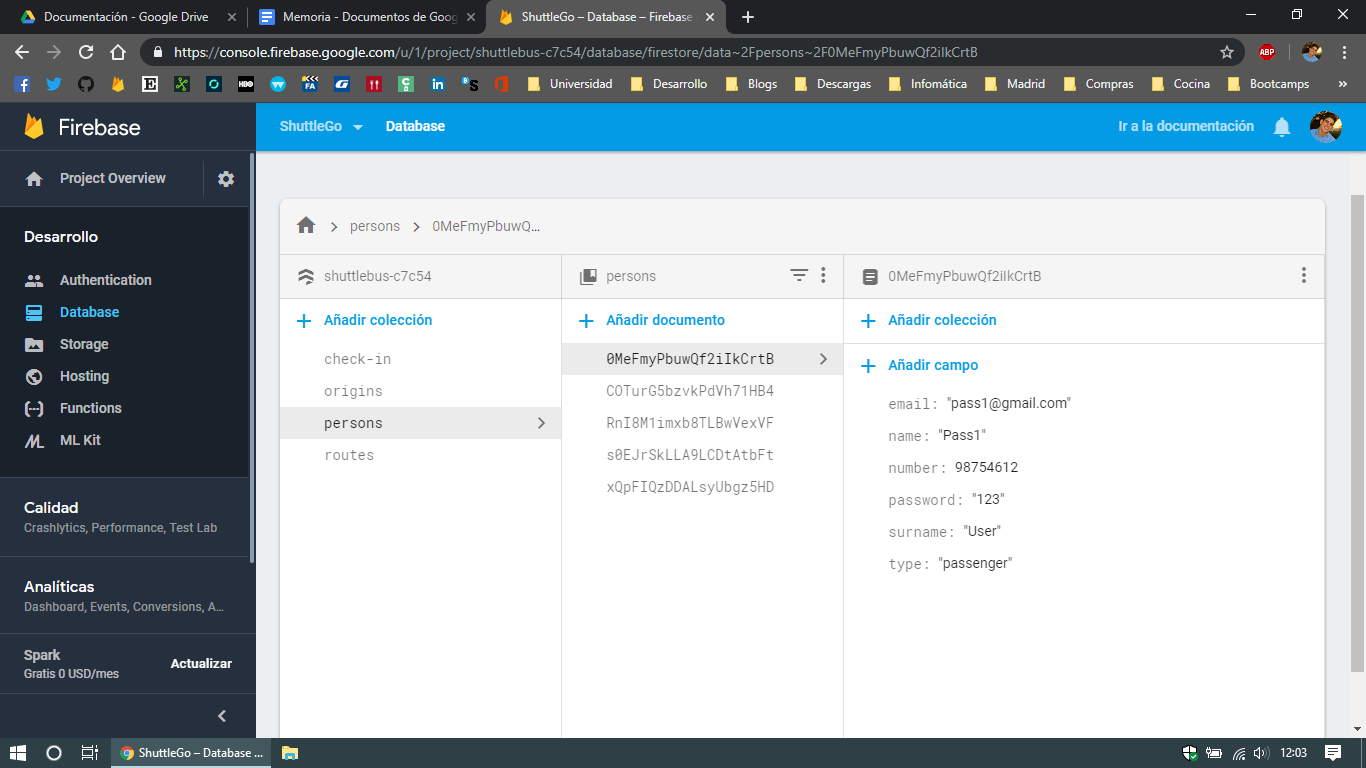 Documentación - Google Drive
Memoria - Documentos de Goog
ShuttleGo – Database – Firebase
https://console.firebase.google.com/u/1/project/shuttlebus-c7c54/database/firestore/data~2Fpersons~2F0MeFmyPbuwQf2iIkCrtB
ABP
Universidad
Desarrollo
Blogs
Descargas
Infomática
Madrid
Compras
Cocina
Bootcamps
»
Firebase
ShuttleGo
Database
Ir a la documentación
Project Overview
Desarrollo
Authentication
Database
Storage
Hosting
Functions
ML Kit
Calidad
Crashlytics, Performance, Test Lab
Analíticas
Dashboard, Events, Conversions, A...
Spark
Gratis 0 USD/mes
Actualizar
persons
0MeFmyPbuwQ...
shuttlebus-c7c54
Añadir colección
check-in
origins
persons
routes
persons
Añadir documento
0MeFmyPbuwQf2iIkCrtB
COTurG5bzvkPdVh71HB4
RnI8M1imxb8TLBwVexVF
s0EJrSkLLA9LCDtAtbFt
xQpFIQzDDALsyUbgz5HD
0MeFmyPbuwQf2iIkCrtB
Añadir colección
Añadir campo
email: "pass1@gmail.com"
name: "Pass1"
number: 98754612
password: "123"
surname: "User"
type: "passenger"
ShuttleGo – Database ...
12:03